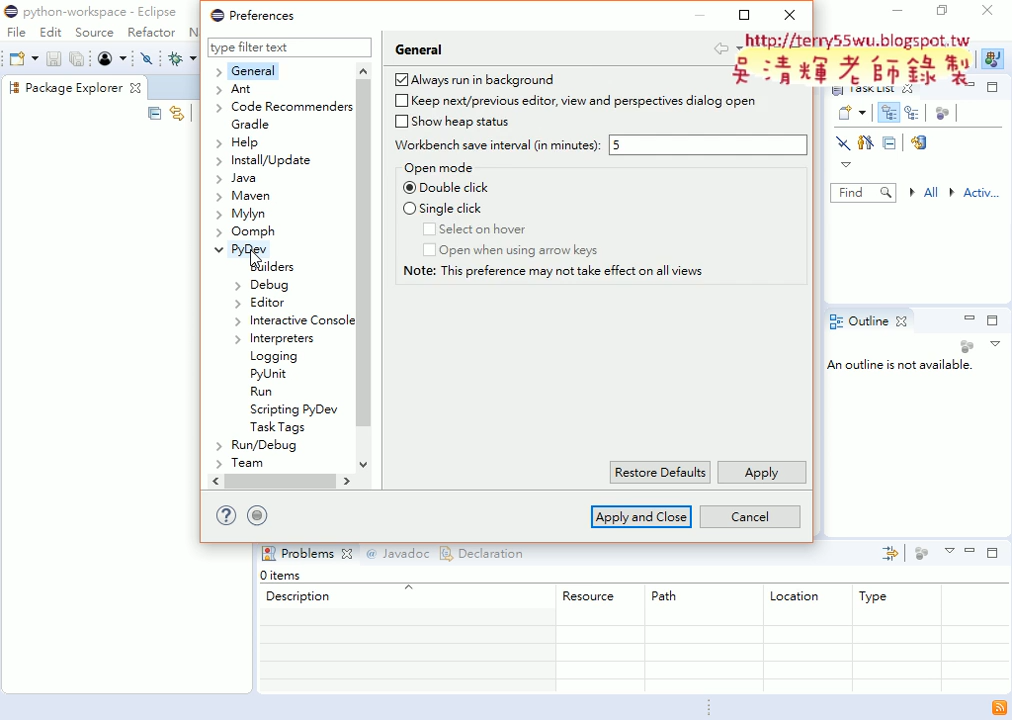 python-workspace - Eclipse
File Edit Source Refactor N
Package Explorer
Preferences
type filter text
General
Ant
Code Recommenders
Gradle
Help
Install/Update
Java
Maven
Mylyn
Oomph
PyDev
Builders
Debug
Editor
Interactive Console
Interpreters
Logging
PyUnit
Run
Scripting PyDev
Task Tags
Run/Debug
Team
General
Always run in background
Keep next/previous editor, view and perspectives dialog open
Show heap status
Workbench save interval (in minutes): 5
Open mode
Double click
Single click
Select on hover
Open when using arrow keys
Note: This preference may not take effect on all views
Restore Defaults Apply
Apply and Close Cancel
http://terry55wu.blogspot.tw
吳清輝老師錄製
Task List
Find All Activ...
Outline
An outline is not available.
Problems @ Javadoc Declaration
0 items
Description Resource Path Location Type